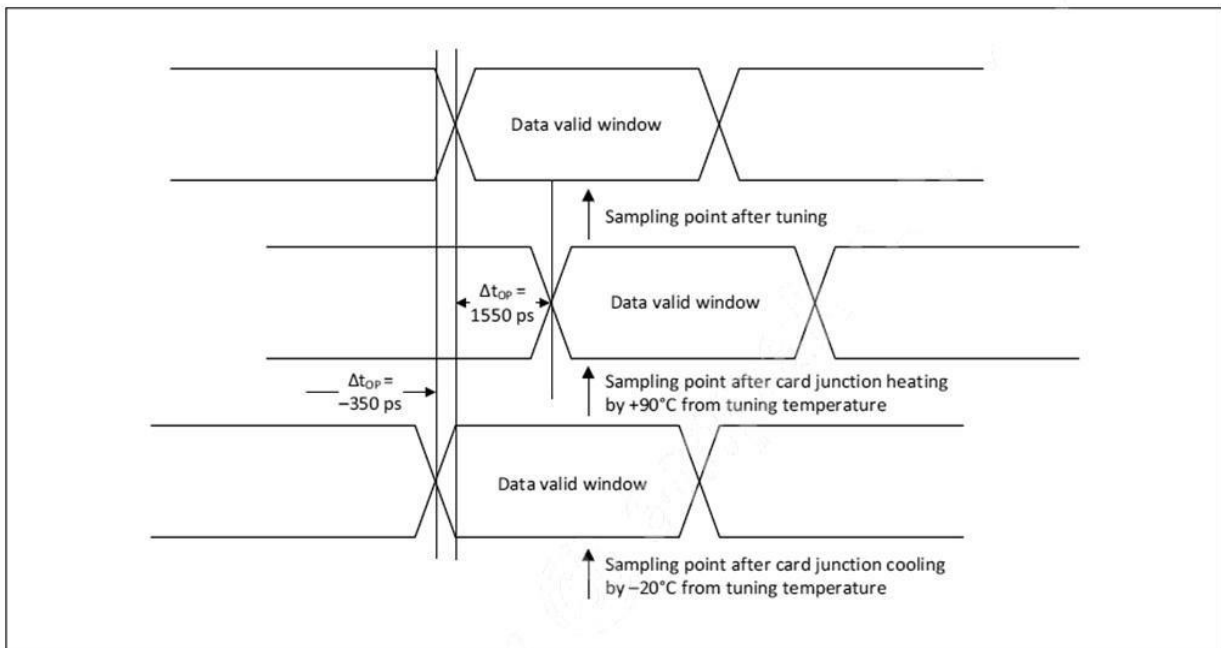 Data valid window
Sampling point after tuning
ΔtOP =
1550 ps
Data valid window
ΔtOP =
−350 ps
Sampling point after card junction heating
by +90°C from tuning temperature
Data valid window
Sampling point after card junction cooling
by −20°C from tuning temperature